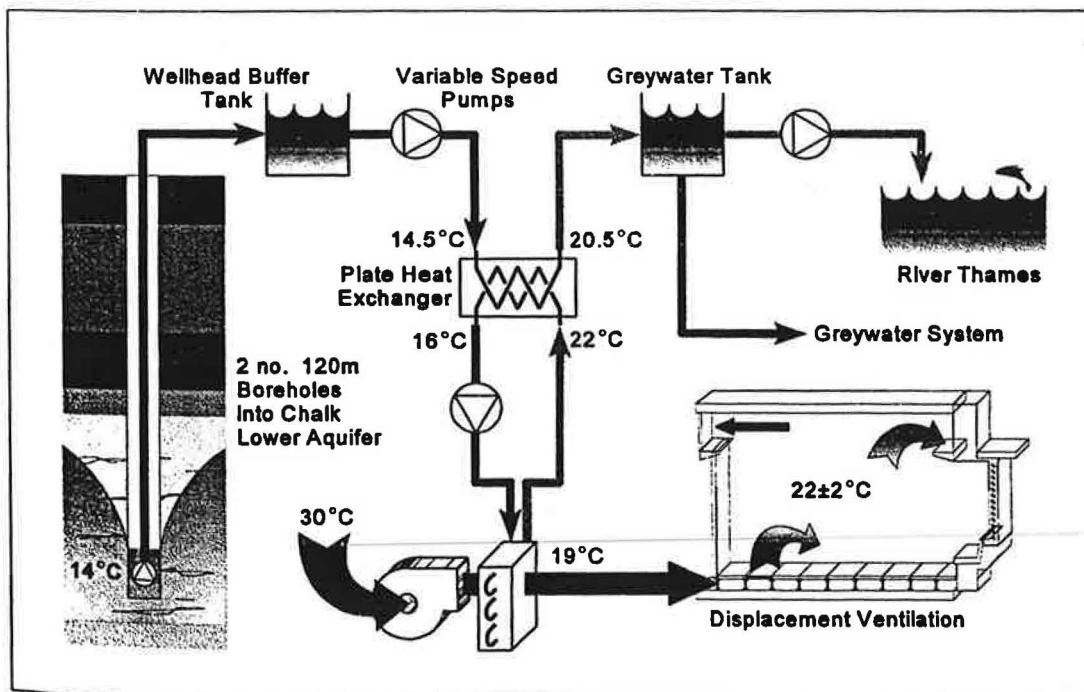 Wellhead Buffer
Tank
Variable Speed
Pumps
Greywater Tank
14.5°C
20.5°C
Plate Heat
Exchanger
River Thames
16°C
22°C
Greywater System
2 no. 120m
Boreholes
Into Chalk
Lower Aquifer
22±2°C
30°C
19°C
14°C
Displacement Ventilation